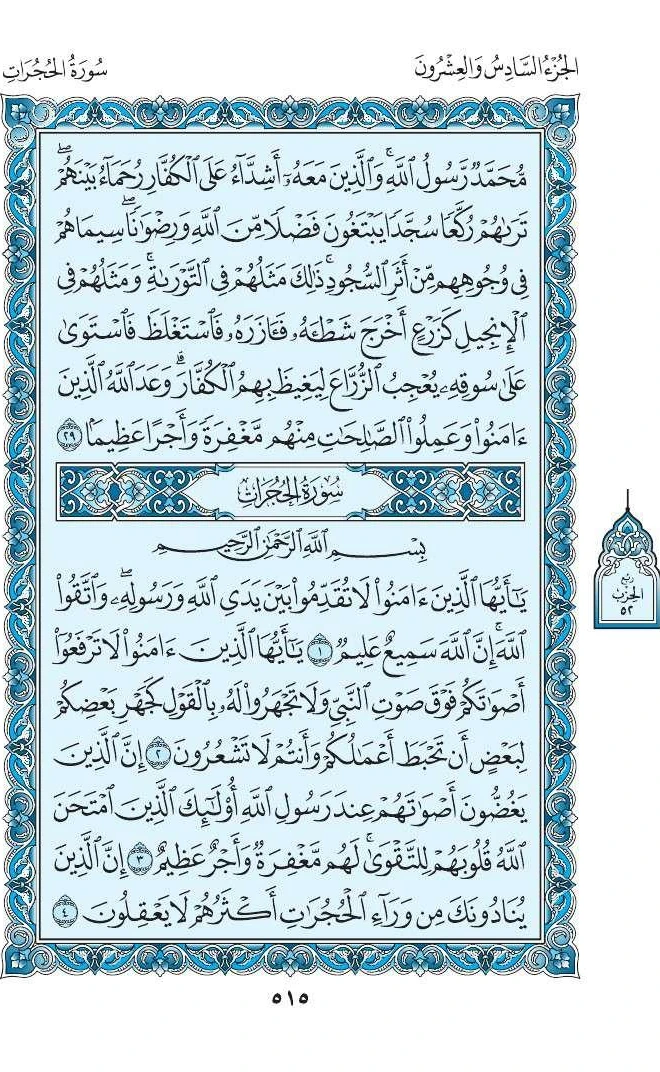 الجُزْءُ السَّادِسُ وَالعِشْرُونَ
سُورَةُ الحُجُرَاتِ
مُّحَمَّدٌ رَّسُولُ ٱللَّهِۚ وَٱلَّذِينَ مَعَهُۥٓ أَشِدَّآءُ عَلَى ٱلْكُفَّارِ رُحَمَآءُ بَيْنَهُمْۖ
تَرَىٰهُمْ رُكَّعًا سُجَّدًا يَبْتَغُونَ فَضْلًا مِّنَ ٱللَّهِ وَرِضْوَٰنًاۖ سِيمَاهُمْ
فِى وُجُوهِهِم مِّنْ أَثَرِ ٱلسُّجُودِۚ ذَٰلِكَ مَثَلُهُمْ فِى ٱلتَّوْرَىٰةِۚ وَمَثَلُهُمْ فِى
ٱلْإِنجِيلِ كَزَرْعٍ أَخْرَجَ شَطْـَٔهُۥ فَـَٔازَرَهُۥ فَٱسْتَغْلَظَ فَٱسْتَوَىٰ
عَلَىٰ سُوقِهِۦ يُعْجِبُ ٱلزُّرَّاعَ لِيَغِيظَ بِهِمُ ٱلْكُفَّارَۗ وَعَدَ ٱللَّهُ ٱلَّذِينَ
ءَامَنُوا۟ وَعَمِلُوا۟ ٱلصَّٰلِحَٰتِ مِنْهُم مَّغْفِرَةً وَأَجْرًا عَظِيمًۢا ٢٩
سُورَةُ الحُجُرَاتِ
بِسْمِ ٱللَّهِ ٱلرَّحْمَٰنِ ٱلرَّحِيمِ
يَٰٓأَيُّهَا ٱلَّذِينَ ءَامَنُوا۟ لَا تُقَدِّمُوا۟ بَيْنَ يَدَىِ ٱللَّهِ وَرَسُولِهِۦۖ وَٱتَّقُوا۟
ٱللَّهَۚ إِنَّ ٱللَّهَ سَمِيعٌ عَلِيمٌ ١ يَٰٓأَيُّهَا ٱلَّذِينَ ءَامَنُوا۟ لَا تَرْفَعُوٓا۟
أَصْوَٰتَكُمْ فَوْقَ صَوْتِ ٱلنَّبِىِّ وَلَا تَجْهَرُوا۟ لَهُۥ بِٱلْقَوْلِ كَجَهْرِ بَعْضِكُمْ
لِبَعْضٍ أَن تَحْبَطَ أَعْمَٰلُكُمْ وَأَنتُمْ لَا تَشْعُرُونَ ٢ إِنَّ ٱلَّذِينَ
يَغُضُّونَ أَصْوَٰتَهُمْ عِندَ رَسُولِ ٱللَّهِ أُو۟لَٰٓئِكَ ٱلَّذِينَ ٱمْتَحَنَ
ٱللَّهُ قُلُوبَهُمْ لِلتَّقْوَىٰۚ لَهُم مَّغْفِرَةٌ وَأَجْرٌ عَظِيمٌ ٣ إِنَّ ٱلَّذِينَ
يُنَادُونَكَ مِن وَرَآءِ ٱلْحُجُرَٰتِ أَكْثَرُهُمْ لَا يَعْقِلُونَ ٤
ربع
الحزب
٥٢
٥١٥